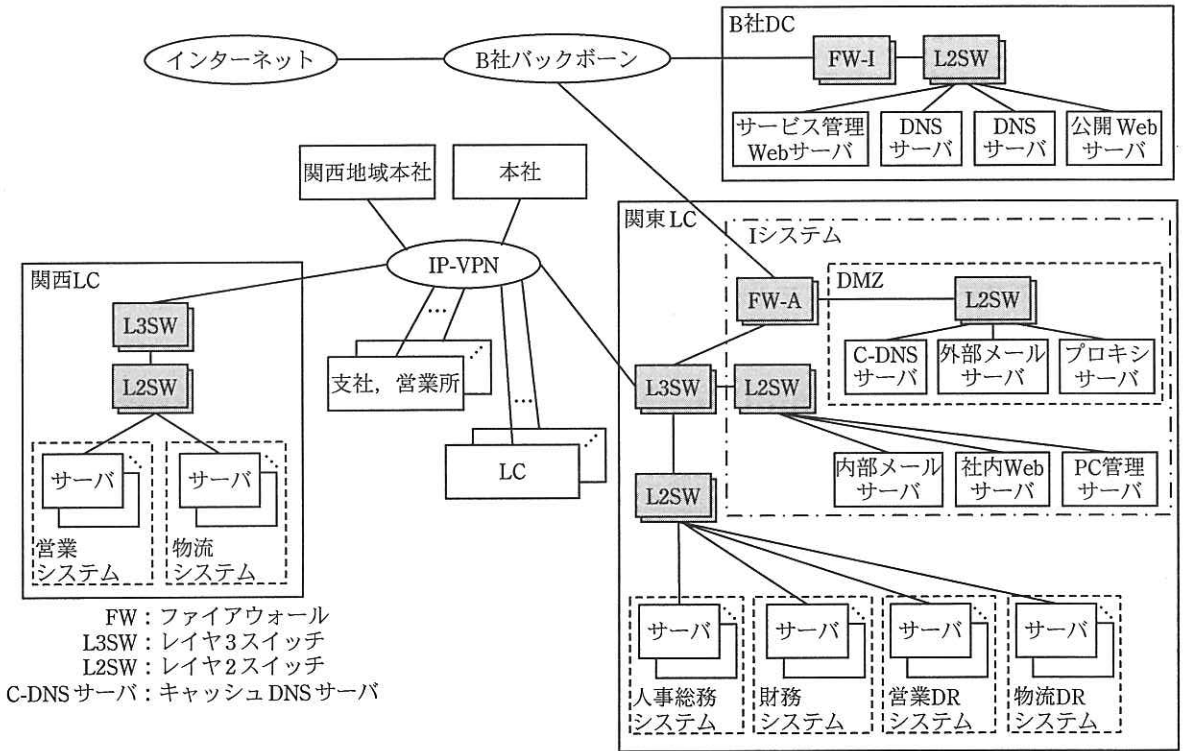 B社DC
インターネット
B社バックボーン
FW-I
L2SW
サービス管理
Webサーバ
DNS
サーバ
DNS
サーバ
公開Web
サーバ
関西地域本社
本社
関東LC
Iシステム
IP-VPN
関西LC
FW-A
DMZ
L2SW
L3SW
C-DNS
サーバ
外部メール
サーバ
プロキシ
サーバ
…
L2SW
支社,営業所
L3SW
L2SW
…
LC
サーバ
サーバ
内部メール
サーバ
社内Web
サーバ
PC管理
サーバ
L2SW
営業
システム
物流
システム
FW:ファイアウォール
L3SW:レイヤ3スイッチ
L2SW:レイヤ2スイッチ
C-DNSサーバ:キャッシュDNSサーバ
サーバ
サーバ
サーバ
サーバ
人事総務
システム
財務
システム
営業DR
システム
物流DR
システム